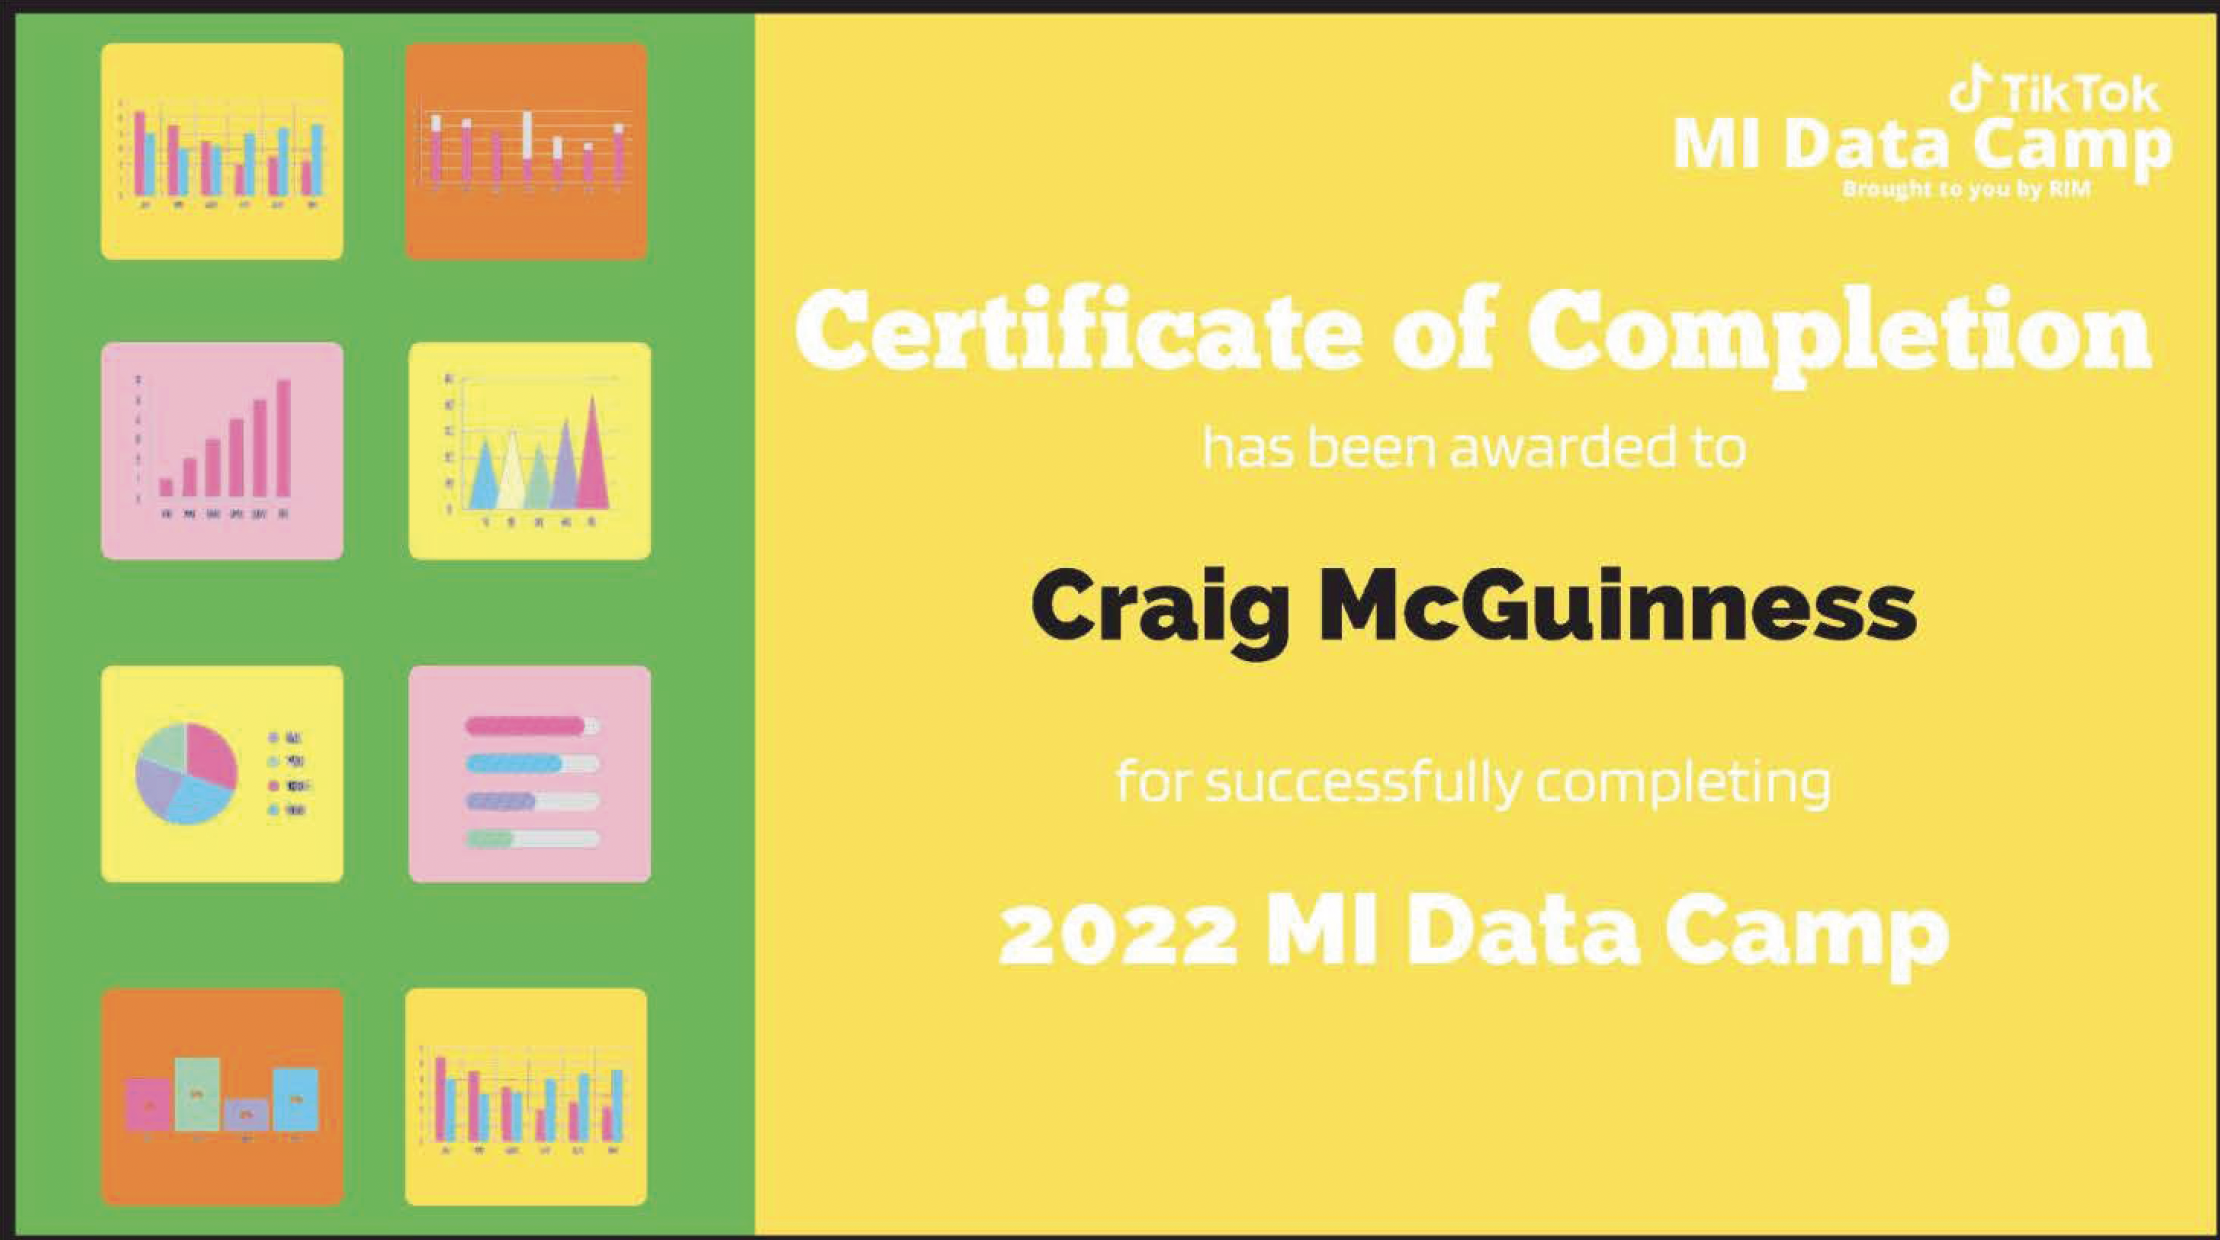 TikTok
MI Data Camp
Brought to you by RIM
Certificate of Completion
has been awarded to
Craig McGuinness
for successfully completing
2022 MI Data Camp